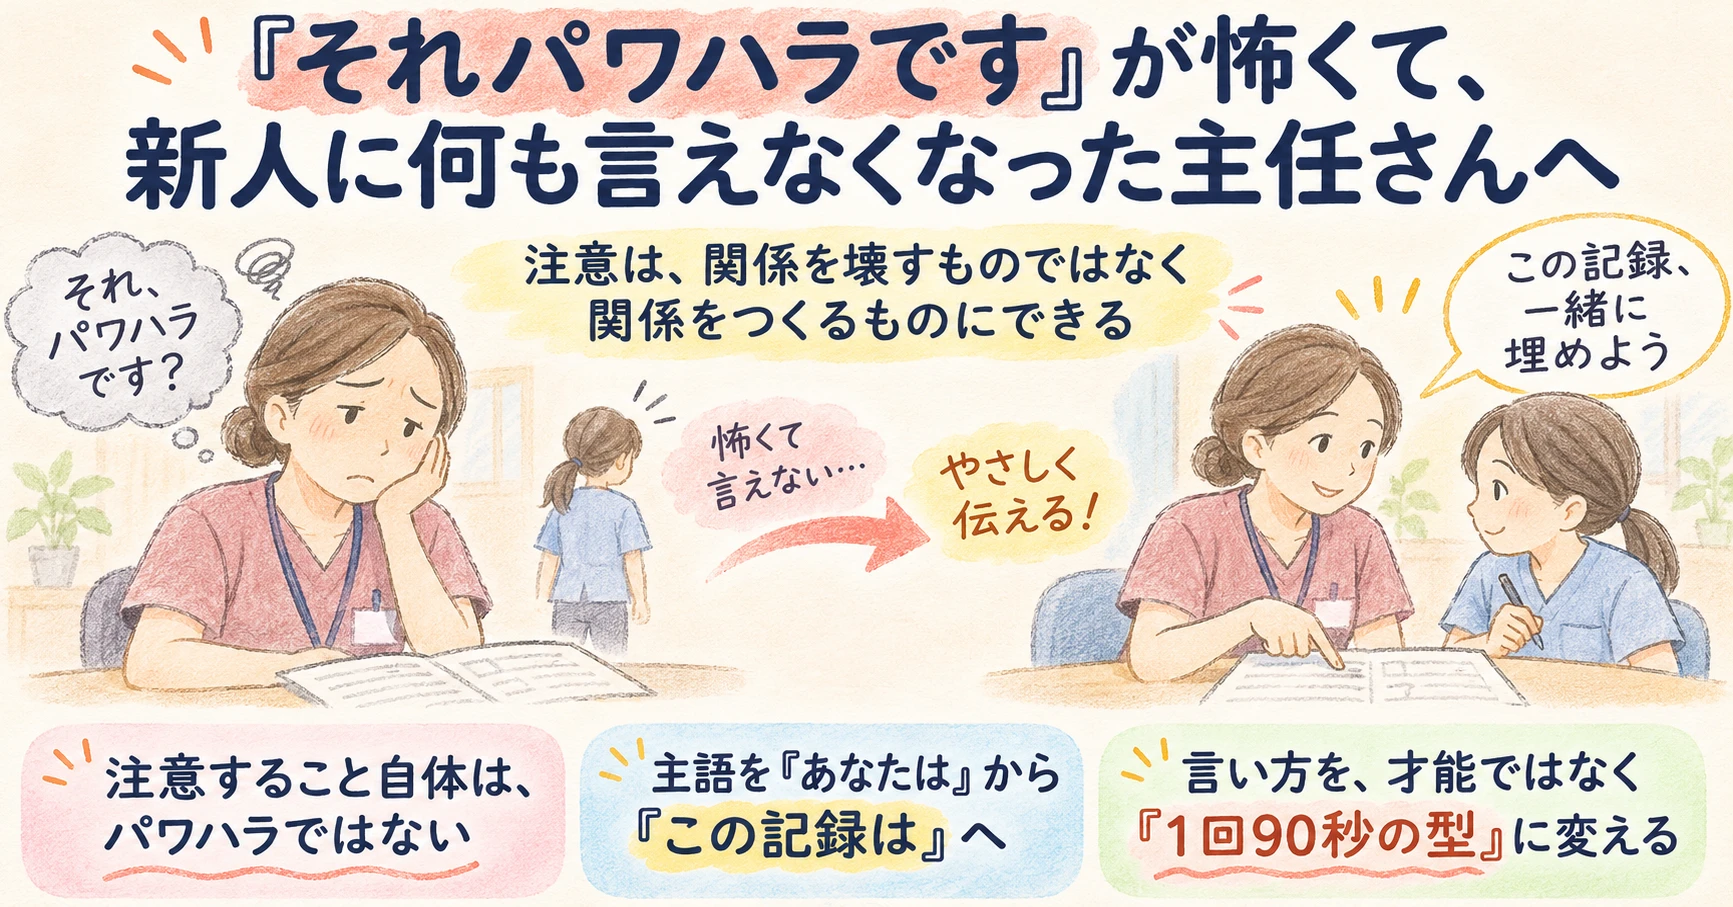 『それパワハラです』が怖くて、
新人に何も言えなくなった主任さんへ
注意は、関係を壊すものではなく
関係をつくるものにできる
それ、
パワハラ
です?
怖くて
言えない…
やさしく
伝える!
この記録、
一緒に
埋めよう
注意すること自体は、
パワハラではない
主語を『あなたは』から
『この記録は』へ
言い方を、才能ではなく
『1回90秒の型』に変える